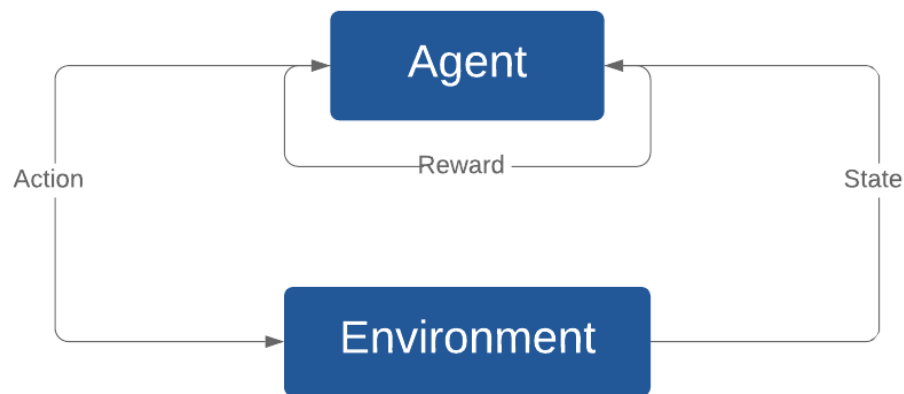 Agent
Reward
Action
State
Environment